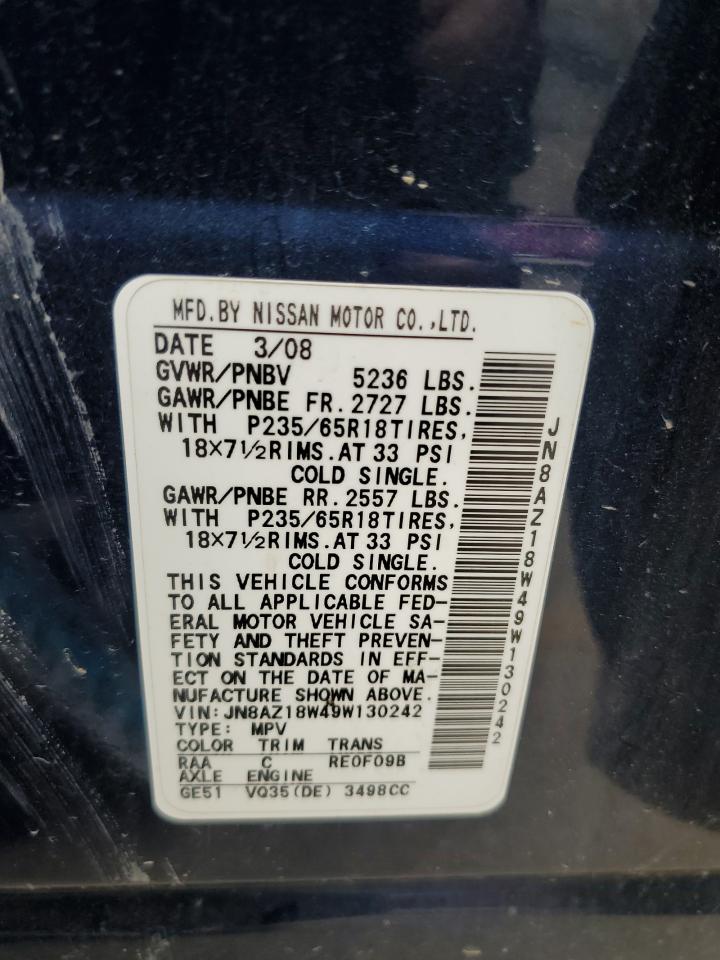 MFD.BY NISSAN MOTOR CO.,LTD.
DATE 3/08
GVWR/PNBV 5236 LBS.
GAWR/PNBE FR.2727 LBS.
WITH P235/65R18TIRES,
18×7½RIMS.AT 33 PSI
COLD SINGLE.
GAWR/PNBE RR.2557 LBS.
WITH P235/65R18TIRES,
18×7½RIMS.AT 33 PSI
COLD SINGLE.
THIS VEHICLE CONFORMS
TO ALL APPLICABLE FED-
ERAL MOTOR VEHICLE SA-
FETY AND THEFT PREVEN-
TION STANDARDS IN EFF-
ECT ON THE DATE OF MA-
NUFACTURE SHOWN ABOVE.
VIN:JN8AZ18W49W130242
TYPE: MPV
COLOR TRIM TRANS
RAA C RE0F09B
AXLE ENGINE
GE51 VQ35(DE) 3498CC
JN8AZ18W49W130242